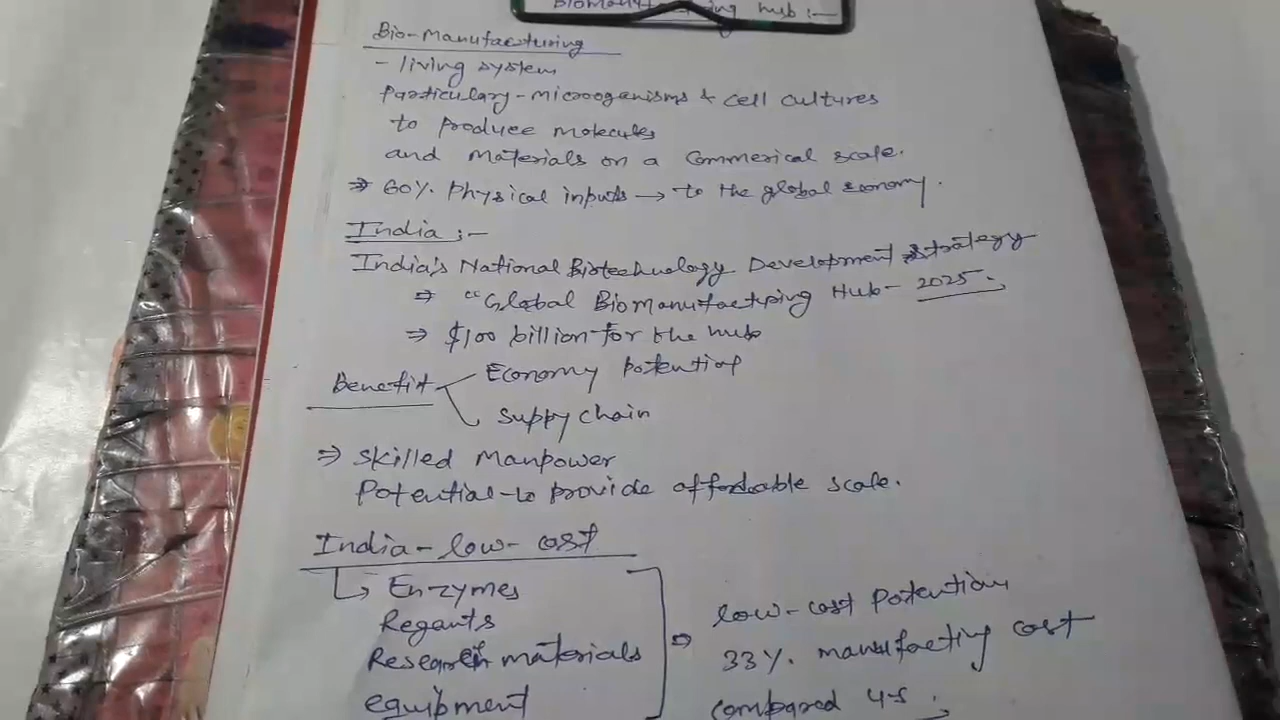 hub :-
Bio-Manufacturing
- living system
Particulary - microoganisms & cell cultures
to produce molecules
and materials on a commerical scale.
⇒ 60%. Physical inputs → to the global economy.
India :-
India's National Biotechnology Development Strategy
⇒ "Global Biomanufacturing Hub - 2025.
⇒ $100 billion for the hub
Benefit
Economy potential
Suppy chain
⇒ Skilled Manpower
Potential - to provide affordable scale.
India - low - cost
↳ Enzymes
Regants
Research materials
equipment
⇒ low-cost Potential
33%. manufacting cost
compared U.S.